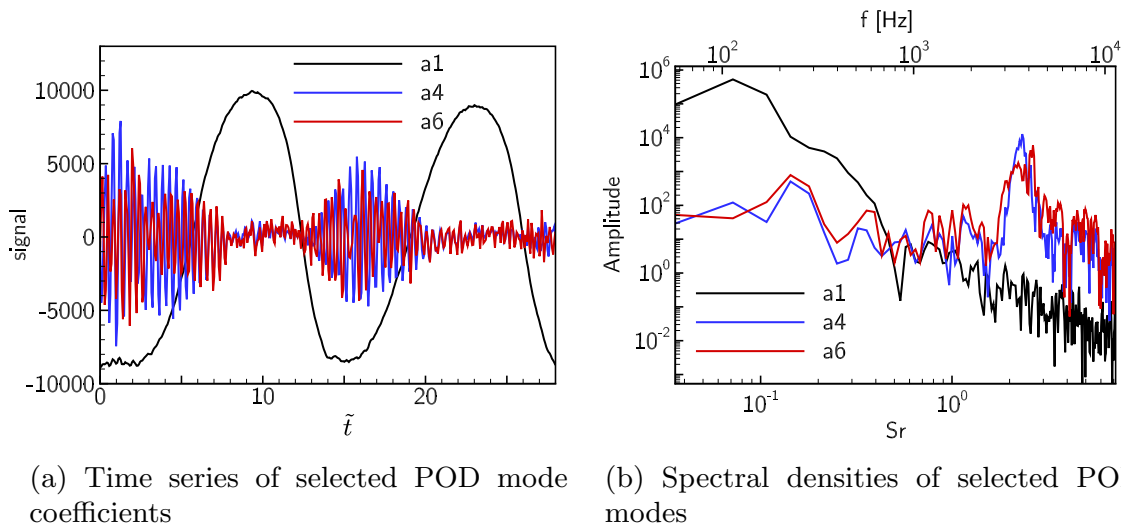 signal
10000
5000
0
-5000
-10000
0
10
20
t̃
a1
a4
a6
f [Hz]
10² 10³ 10⁴
Amplitude
10⁶
10⁴
10²
10⁰
10⁻²
10⁻¹ 10⁰
Sr
a1
a4
a6
(a) Time series of selected POD mode
coefficients
(b) Spectral densities of selected PO
modes